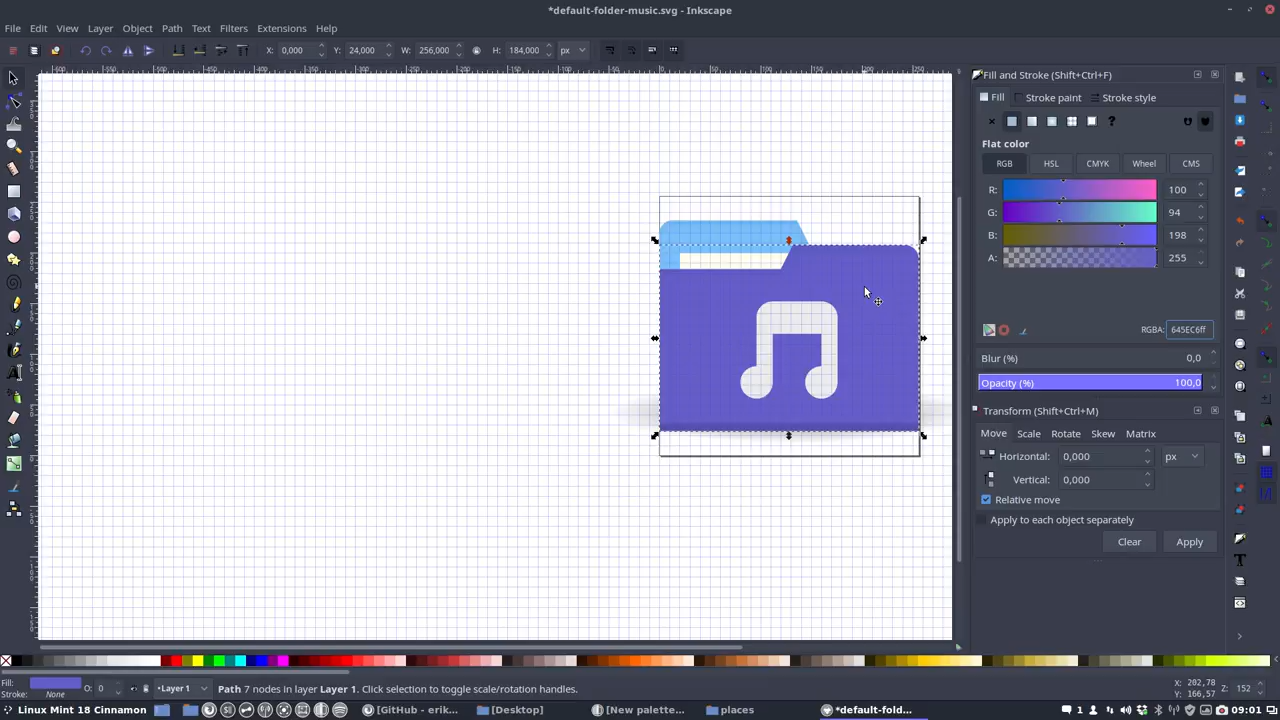 *default-folder-music.svg - Inkscape
File Edit View Layer Object Path Text Filters Extensions Help
X: 0,000 Y: 24,000 W: 256,000 H: 184,000 px
Fill and Stroke (Shift+Ctrl+F)
Fill Stroke paint Stroke style
?
Flat color
RGB HSL CMYK Wheel CMS
R: 100
G: 94
B: 198
A: 255
RGBA: 645EC6ff
Blur (%) 0,0
Opacity (%) 100,0
Transform (Shift+Ctrl+M)
Move Scale Rotate Skew Matrix
Horizontal: 0,000 px
Vertical: 0,000
Relative move
Apply to each object separately
Clear Apply
Fill:
Stroke: None
O: 0
•Layer 1
Path 7 nodes in layer Layer 1. Click selection to toggle scale/rotation handles.
X: 202,78
Y: 166,57
Z: 152
Linux Mint 18 Cinnamon
[GitHub - erik...
[Desktop]
[New palette...
places
*default-fold...
1
09:01